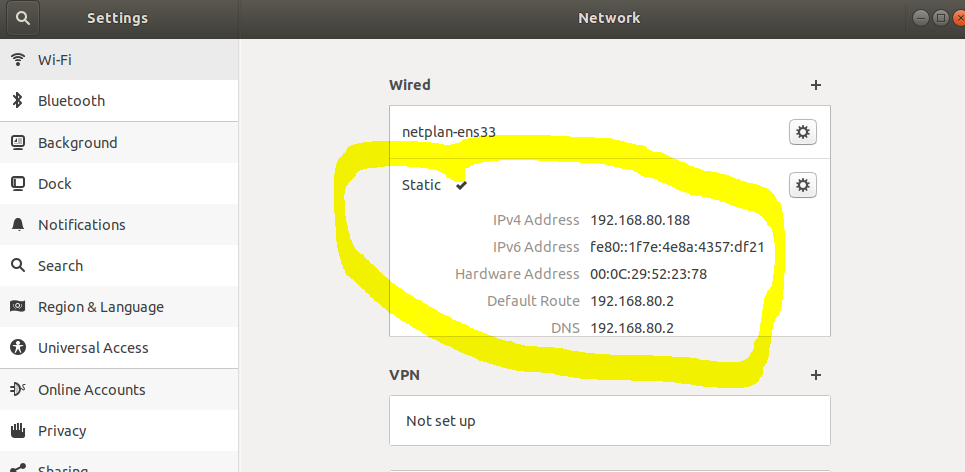 Settings
Network
Wi-Fi
Bluetooth
Background
Dock
Notifications
Search
Region & Language
Universal Access
Online Accounts
Privacy
Sharing
Wired
netplan-ens33
Static
IPv4 Address 192.168.80.188
IPv6 Address fe80::1f7e:4e8a:4357:df21
Hardware Address 00:0C:29:52:23:78
Default Route 192.168.80.2
DNS 192.168.80.2
VPN
Not set up